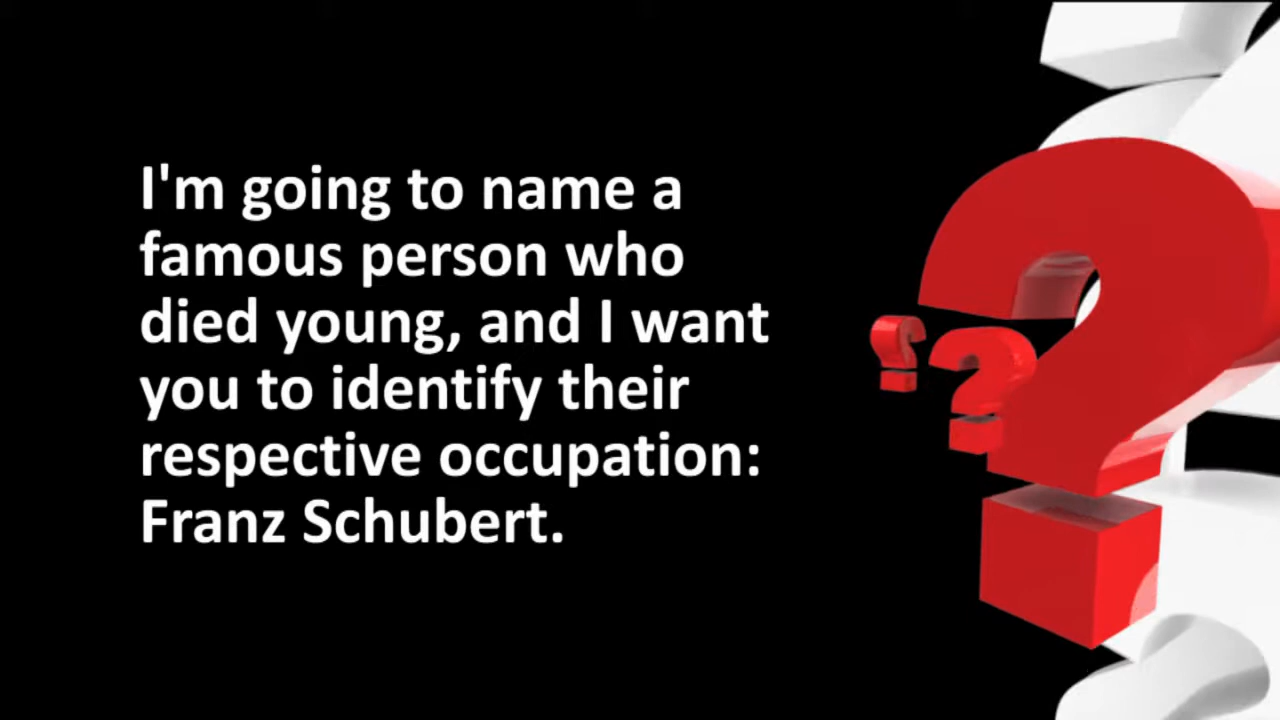 I'm going to name a
famous person who
died young, and I want
you to identify their
respective occupation:
Franz Schubert.